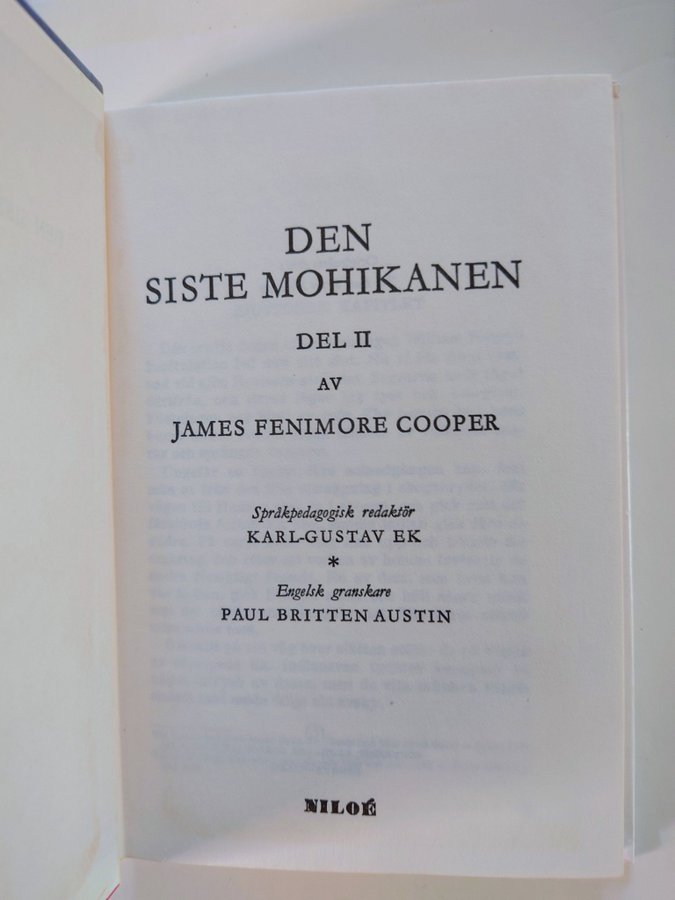 DEN
SISTE MOHIKANEN
DEL II
AV
JAMES FENIMORE COOPER
Språkpedagogisk redaktör
KARL-GUSTAV EK
*
Engelsk granskare
PAUL BRITTEN AUSTIN
NILOÉ